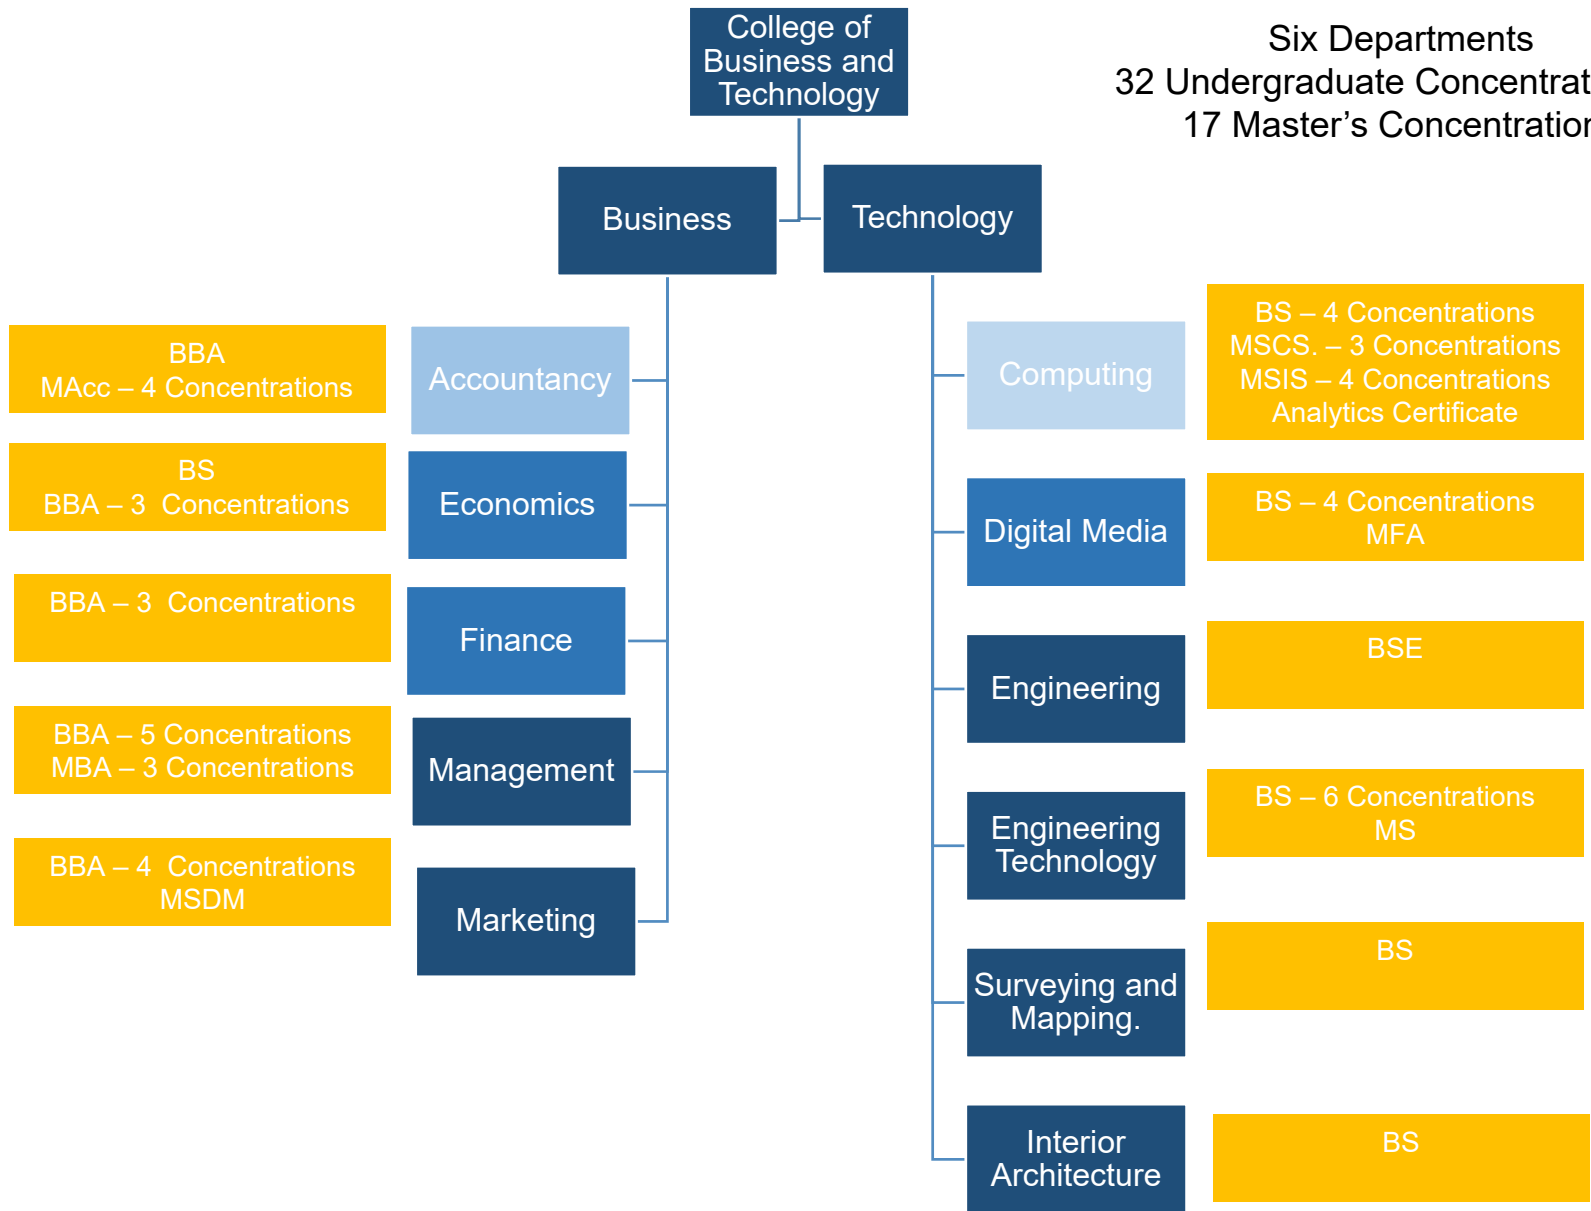 College of
Business and
Technology
Six Departments
32 Undergraduate Concentrat
17 Master's Concentration
Business
Technology
BBA
MAcc – 4 Concentrations
Accountancy
BS
BBA – 3 Concentrations
Economics
BBA – 3 Concentrations
Finance
BBA – 5 Concentrations
MBA – 3 Concentrations
Management
BBA – 4 Concentrations
MSDM
Marketing
Computing
BS – 4 Concentrations
MSCS. – 3 Concentrations
MSIS – 4 Concentrations
Analytics Certificate
Digital Media
BS – 4 Concentrations
MFA
Engineering
BSE
Engineering
Technology
BS – 6 Concentrations
MS
Surveying and
Mapping.
BS
Interior
Architecture
BS